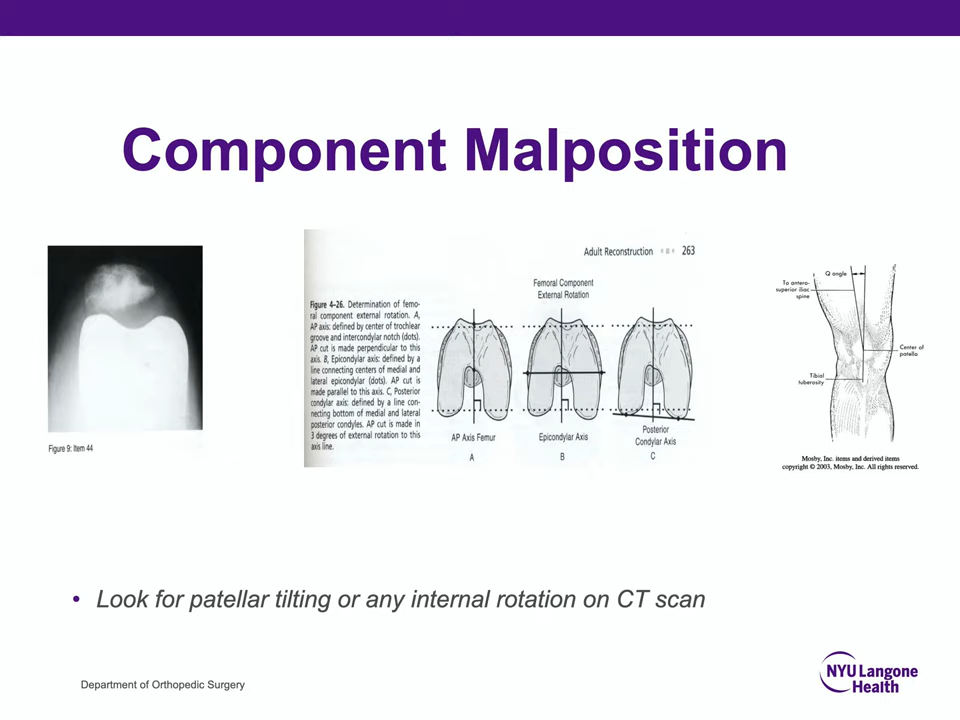 Component Malposition
Figure 9: Item 44
Adult Reconstruction
263
Figure 4-26. Determination of femo-
ral component external rotation. A,
AP axis: defined by center of trochlear
groove and intercondylar notch (dots).
AP cut is made perpendicular to this
axis. B, Epicondylar axis: defined by a
line connecting centers of medial and
lateral epicondylar (dots). AP cut is
made parallel to this axis. C, Posterior
condylar axis: defined by a line con-
necting bottom of medial and lateral
posterior condyles. AP cut is made in
3 degrees of external rotation to this
axis line.
Femoral Component
External Rotation
AP Axis Femur
A
Epicondylar Axis
B
Posterior
Condylar Axis
C
Q angle
To antero-
superior iliac
spine
Center of
patella
Tibial
tuberosity
Mosby, Inc. items and derived items
copyright © 2003, Mosby, Inc. All rights reserved.
• Look for patellar tilting or any internal rotation on CT scan
Department of Orthopedic Surgery
NYU Langone
Health